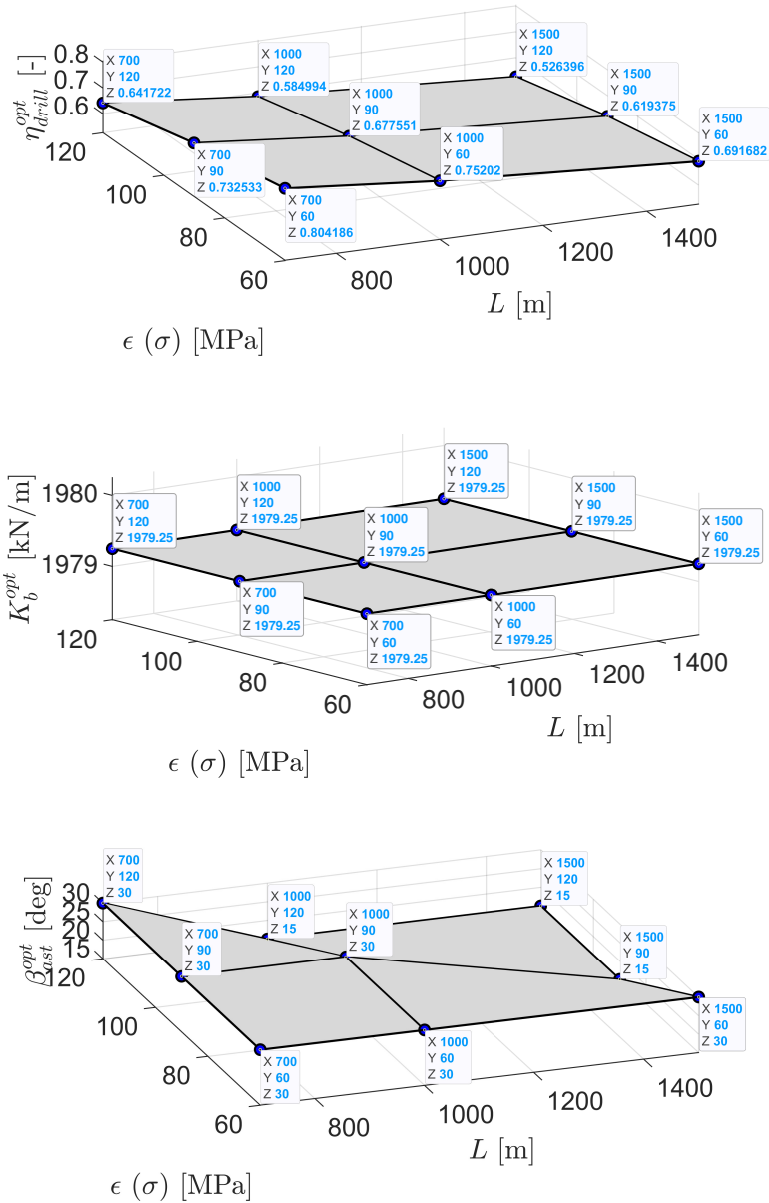 η_drill^opt [-]
0.8
0.7
0.6
X 700
Y 120
Z 0.641722
X 1000
Y 120
Z 0.584994
X 1500
Y 120
Z 0.526396
X 700
Y 90
Z 0.732533
X 1000
Y 90
Z 0.677551
X 1500
Y 90
Z 0.619375
X 700
Y 60
Z 0.804186
X 1000
Y 60
Z 0.75202
X 1500
Y 60
Z 0.691682
120
100
80
60
800
1000
1200
1400
L [m]
ϵ (σ) [MPa]
K_b^opt [kN/m]
1980
1979
X 700
Y 120
Z 1979.25
X 1000
Y 120
Z 1979.25
X 1500
Y 120
Z 1979.25
X 700
Y 90
Z 1979.25
X 1000
Y 90
Z 1979.25
X 1500
Y 90
Z 1979.25
X 700
Y 60
Z 1979.25
X 1000
Y 60
Z 1979.25
X 1500
Y 60
Z 1979.25
120
100
80
60
800
1000
1200
1400
L [m]
ϵ (σ) [MPa]
β_ast^opt [deg]
30
25
20
15
X 700
Y 120
Z 30
X 1000
Y 120
Z 15
X 1500
Y 120
Z 15
X 700
Y 90
Z 30
X 1000
Y 90
Z 30
X 1500
Y 90
Z 15
X 700
Y 60
Z 30
X 1000
Y 60
Z 30
X 1500
Y 60
Z 30
120
100
80
60
800
1000
1200
1400
L [m]
ϵ (σ) [MPa]